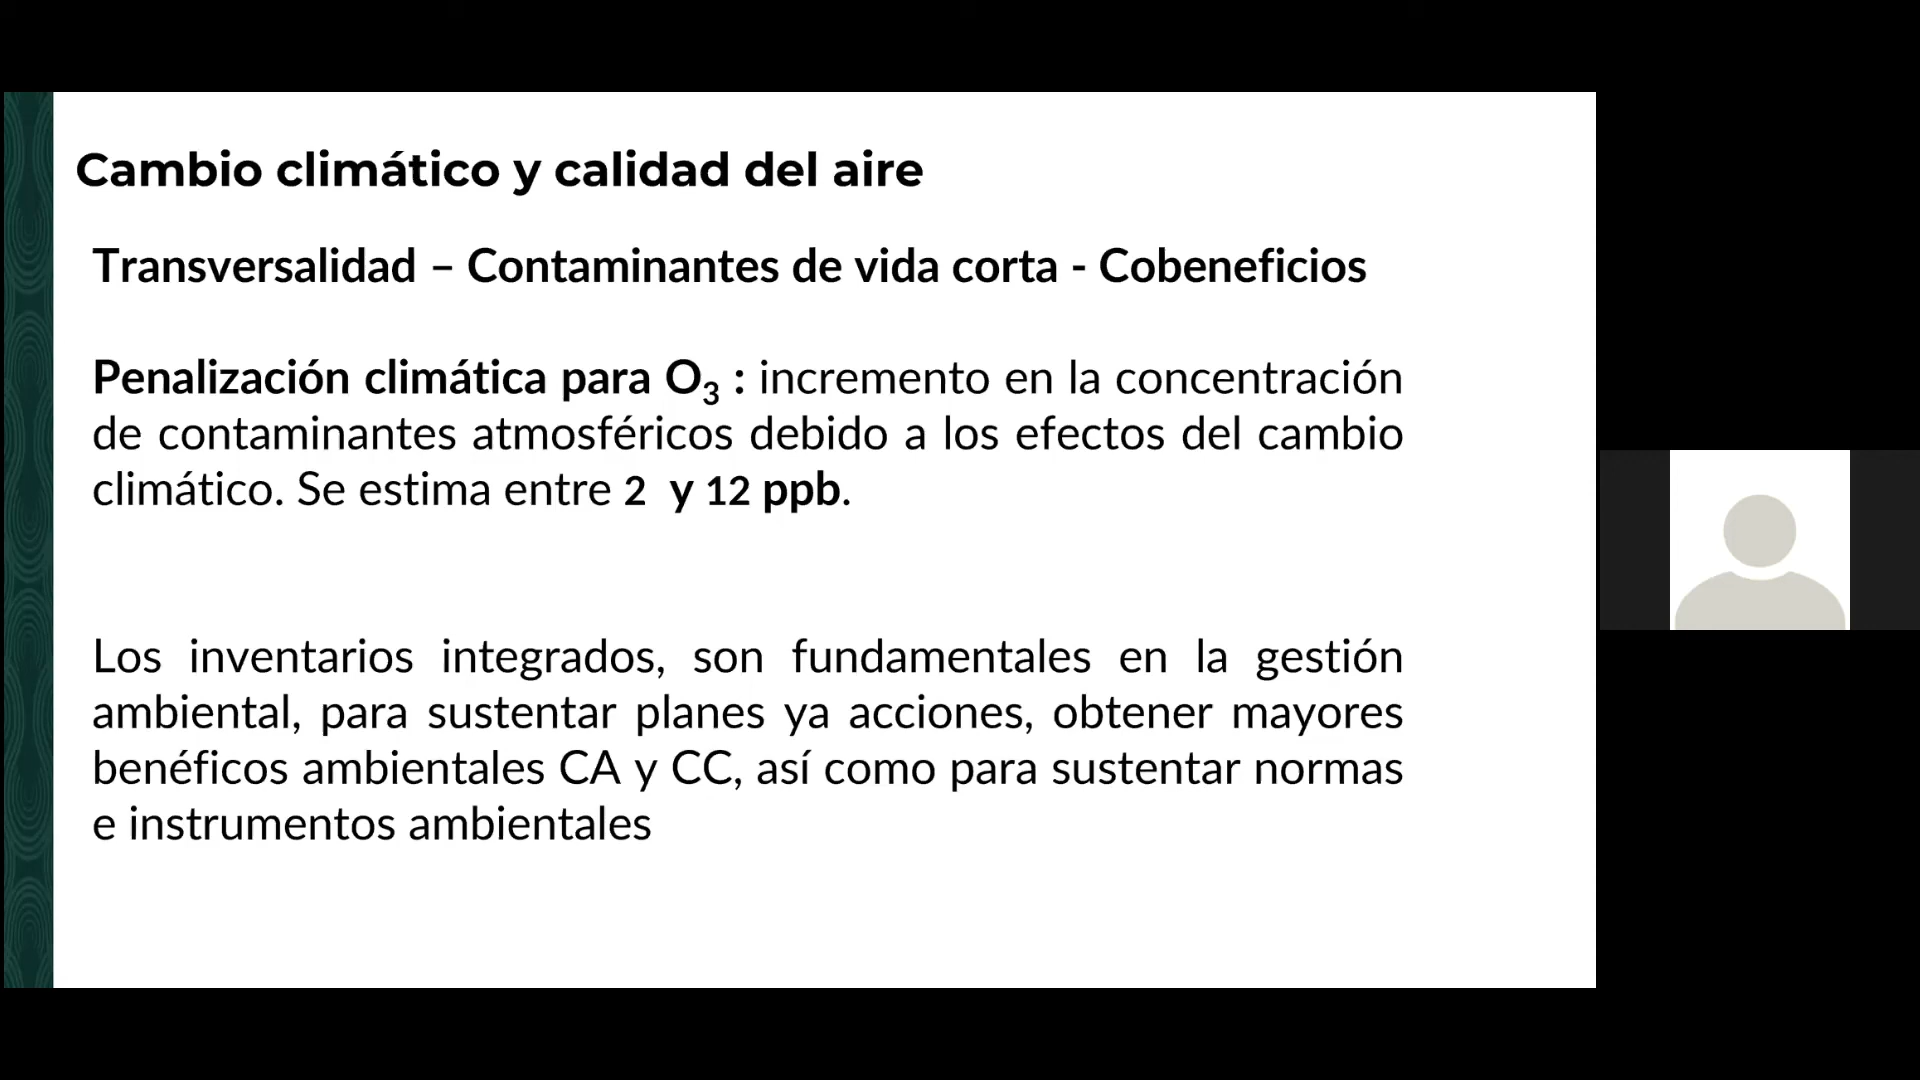 Cambio climático y calidad del aire
Transversalidad – Contaminantes de vida corta - Cobeneficios
Penalización climática para O₃ : incremento en la concentración
de contaminantes atmosféricos debido a los efectos del cambio
climático. Se estima entre 2 y 12 ppb.
Los inventarios integrados, son fundamentales en la gestión
ambiental, para sustentar planes ya acciones, obtener mayores
benéficos ambientales CA y CC, así como para sustentar normas
e instrumentos ambientales